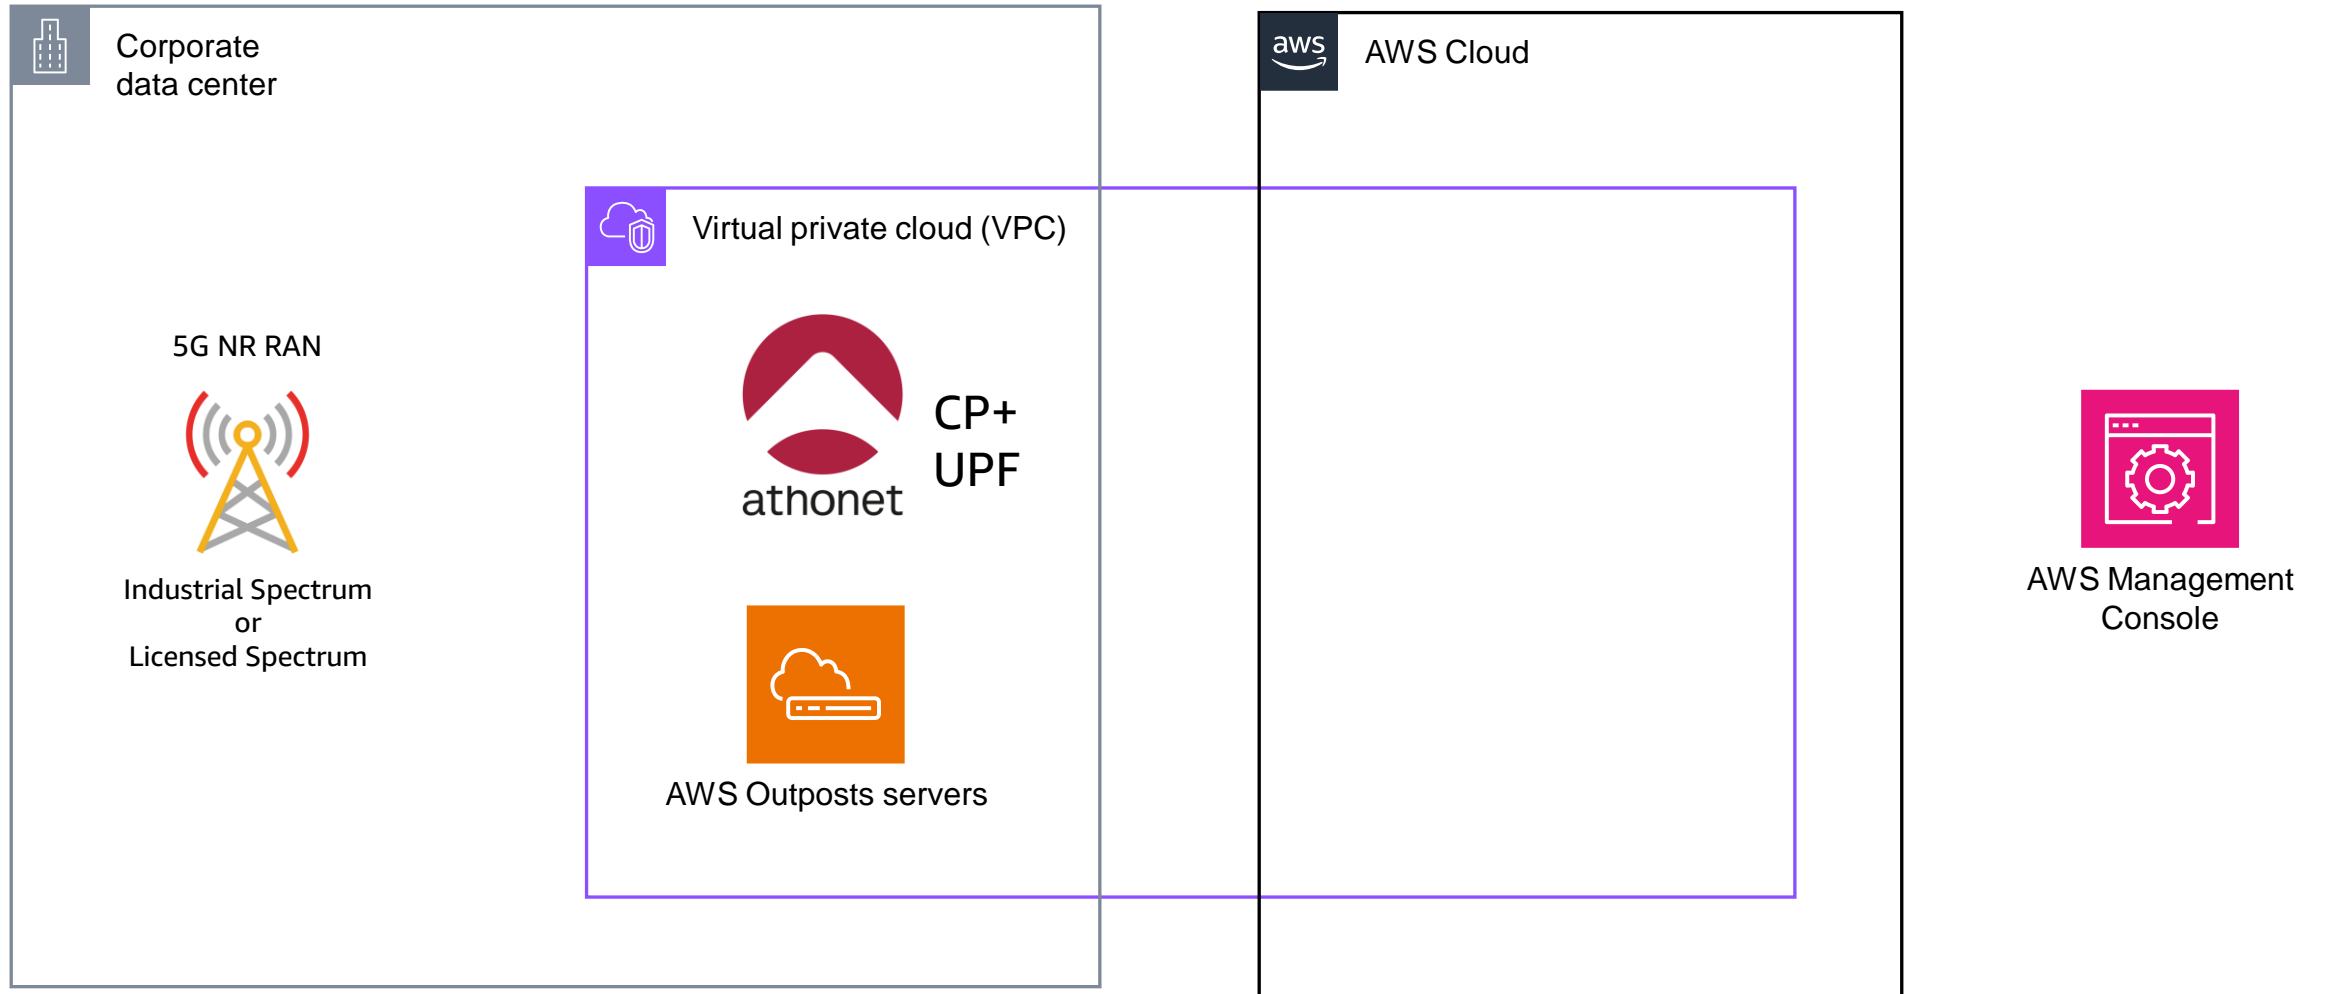 Corporate
data center
aws
AWS Cloud
Virtual private cloud (VPC)
5G NR RAN
Industrial Spectrum
or
Licensed Spectrum
athonet
CP+
UPF
AWS Outposts servers
AWS Management
Console